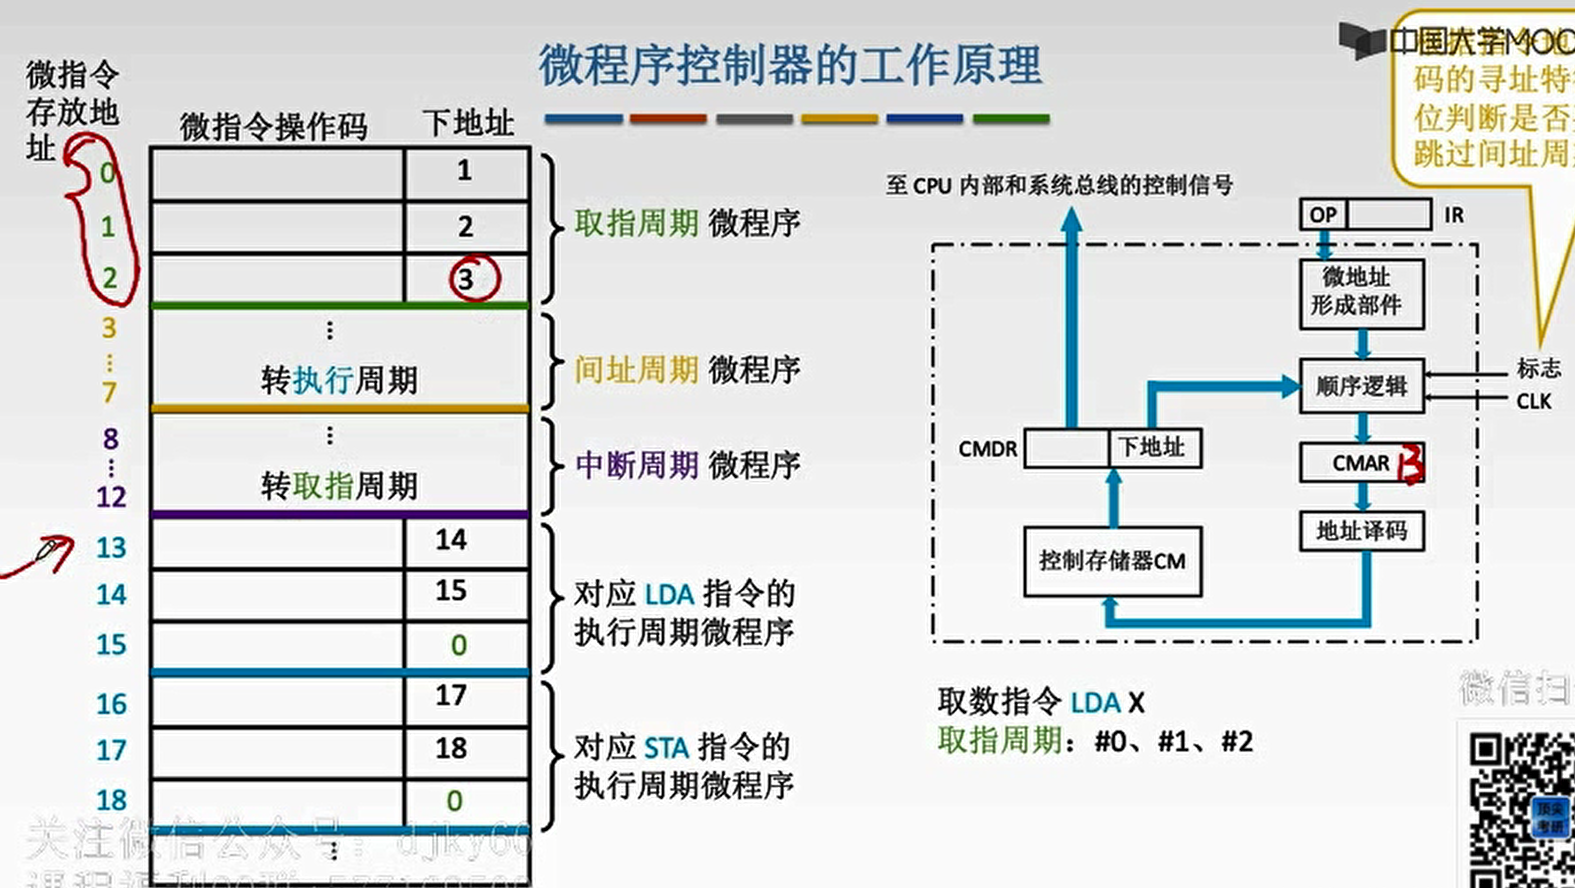 微程序控制器的工作原理
中国大学MOO
码的寻址特
位判断是否
跳过间址周
微指令
存放地
址
微指令操作码 下地址
0 1
1 2
2 3
取指周期 微程序
3
⋮
7
⋮
转执行周期
间址周期 微程序
8
⋮
12
⋮
转取指周期
中断周期 微程序
13 14
14 15
15 0
对应 LDA 指令的
执行周期微程序
16 17
17 18
18 0
对应 STA 指令的
执行周期微程序
⋮
至 CPU 内部和系统总线的控制信号
OP IR
微地址
形成部件
顺序逻辑
标志
CLK
CMDR 下地址
CMAR 13
地址译码
控制存储器CM
取数指令 LDA X
取指周期：#0、#1、#2
微信扫
顶尖
考研
关注微信公众号：djky66